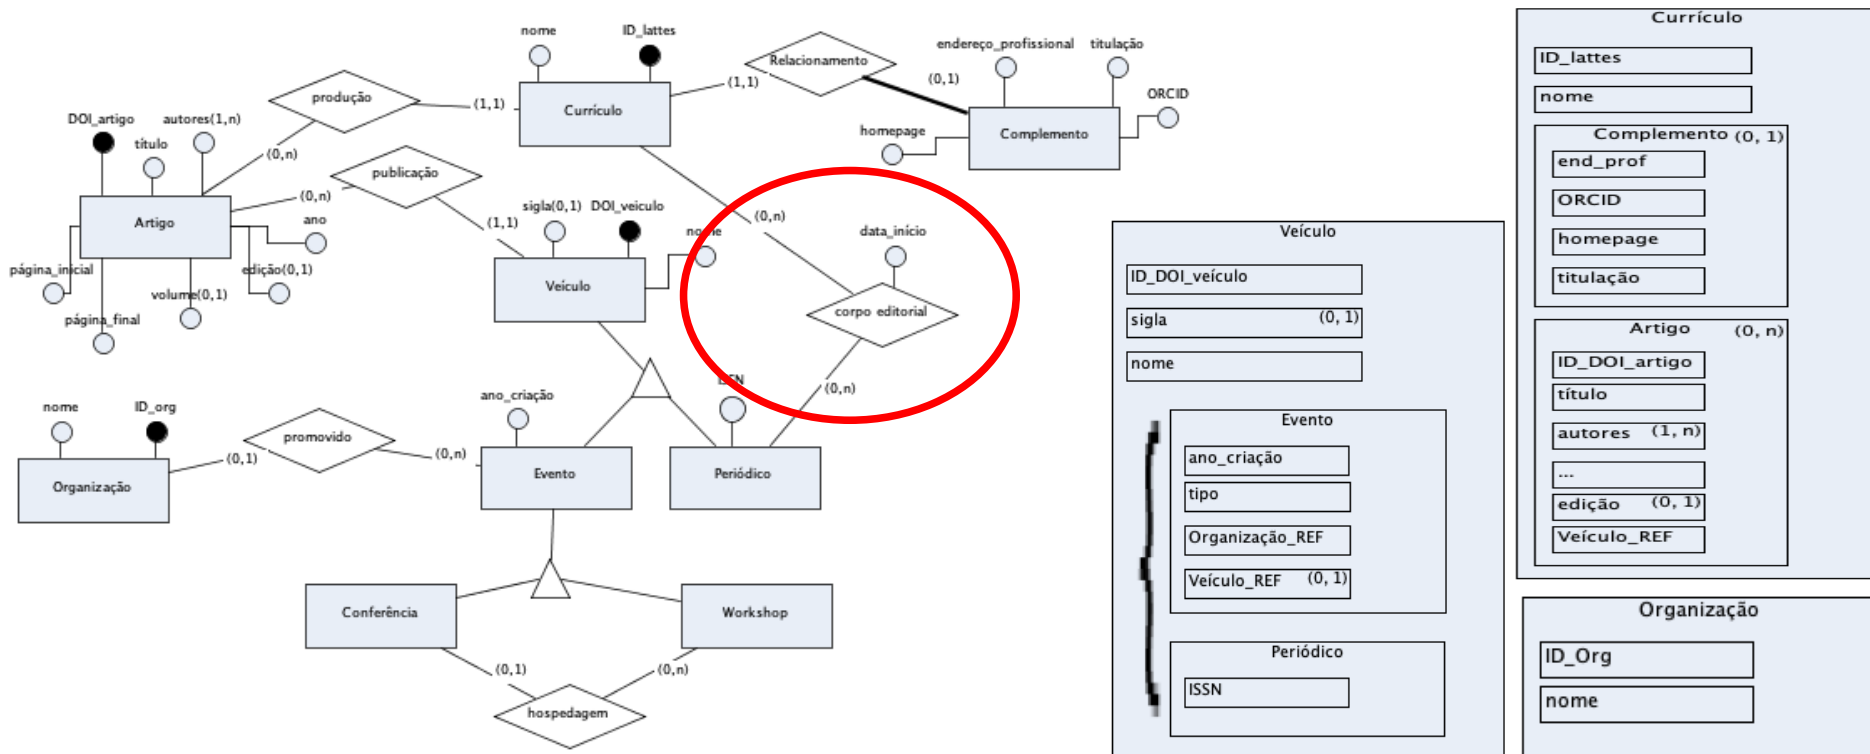 nome
ID_lattes
Relacionamento
endereço_profissional
titulação
(0,1)
(1,1)
ORCID
produção
(1,1)
Currículo
homepage
Complemento
DOI_artigo
autores(1,n)
título
(0,n)
publicação
(0,n)
Artigo
ano
(1,1)
sigla(0,1)
DOI_veiculo
nome
(0,n)
data_início
página_inicial
edição(0,1)
volume(0,1)
página_final
Veículo
corpo editorial
(0,n)
nome
ID_org
ano_criação
promovido
(0,1)
(0,n)
Organização
Evento
Periódico
Conferência
Workshop
(0,1)
(0,n)
hospedagem
Veículo
ID_DOI_veículo
sigla (0, 1)
nome
Evento
ano_criação
tipo
Organização_REF
Veículo_REF (0, 1)
Periódico
ISSN
Currículo
ID_lattes
nome
Complemento (0, 1)
end_prof
ORCID
homepage
titulação
Artigo (0, n)
ID_DOI_artigo
título
autores (1, n)
...
edição (0, 1)
Veículo_REF
Organização
ID_Org
nome